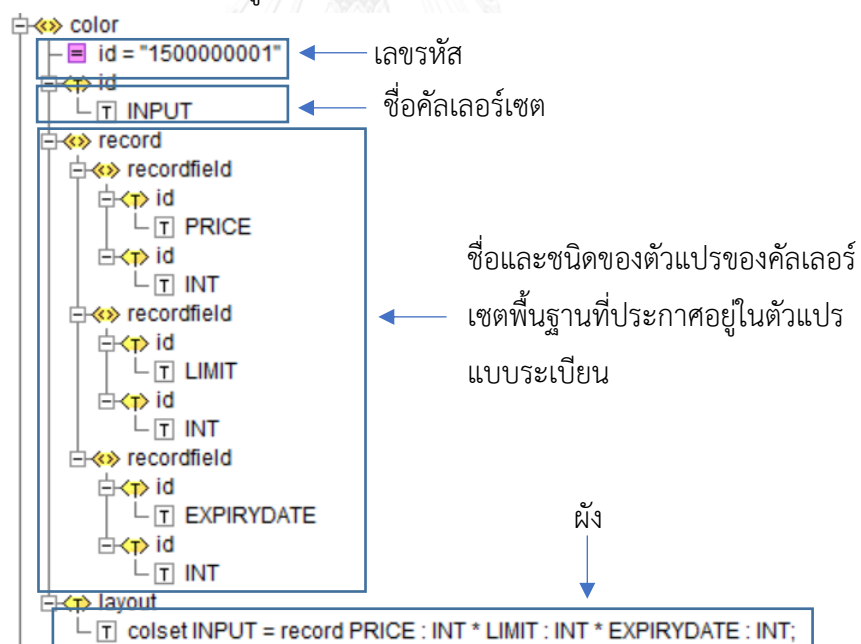 color
id = "1500000001"
เลขรหัส
id
INPUT
ชื่อคัลเลอร์เซต
record
recordfield
id
PRICE
id
INT
recordfield
id
LIMIT
id
INT
recordfield
id
EXPIRYDATE
id
INT
ชื่อและชนิดของตัวแปรของคัลเลอร์
เซตพื้นฐานที่ประกาศอยู่ในตัวแปร
แบบระเบียน
ผัง
layout
colset INPUT = record PRICE : INT * LIMIT : INT * EXPIRYDATE : INT;